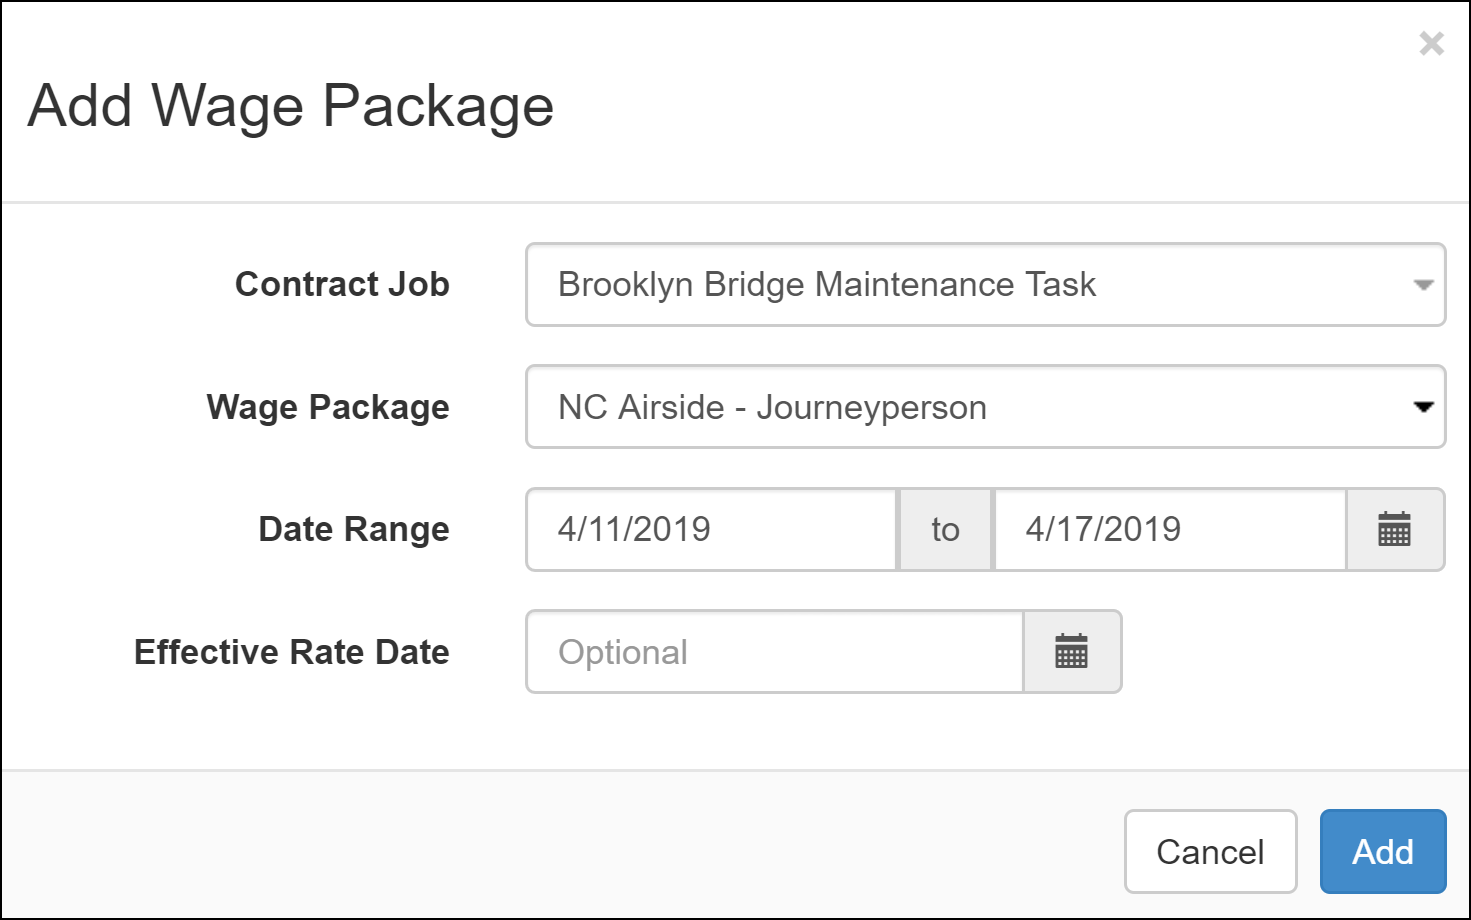 ×
Add Wage Package
Contract Job Brooklyn Bridge Maintenance Task
Wage Package NC Airside - Journeyperson
Date Range 4/11/2019 to 4/17/2019
Effective Rate Date Optional
Cancel Add